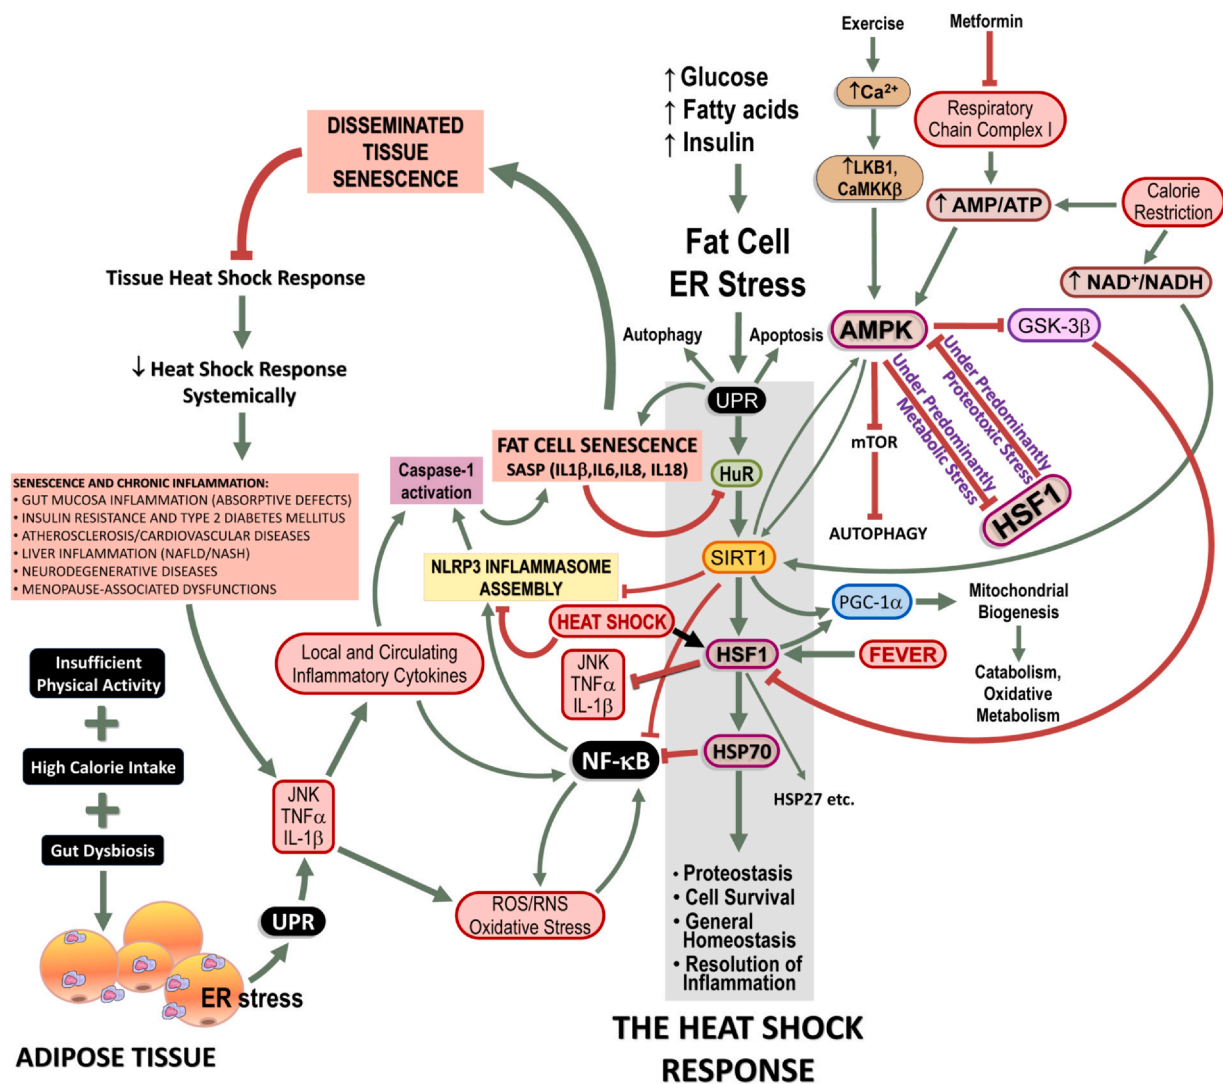 Exercise
Metformin
↑ Glucose
↑ Fatty acids
↑ Insulin
↑Ca²⁺
Respiratory
Chain Complex I
DISSEMINATED
TISSUE
SENESCENCE
↑LKB1,
CaMKKβ
↑ AMP/ATP
Calorie
Restriction
Fat Cell
ER Stress
Tissue Heat Shock Response
↑ NAD⁺/NADH
Autophagy
Apoptosis
AMPK
GSK-3β
↓ Heat Shock Response
Systemically
UPR
Under Predominantly
Metabolic Stress
Under Predominantly
Proteotoxic Stress
mTOR
FAT CELL SENESCENCE
SASP (IL1β,IL6,IL8, IL18)
Caspase-1
activation
HuR
HSF1
AUTOPHAGY
SENESCENCE AND CHRONIC INFLAMMATION:
• GUT MUCOSA INFLAMMATION (ABSORPTIVE DEFECTS)
• INSULIN RESISTANCE AND TYPE 2 DIABETES MELLITUS
• ATHEROSCLEROSIS/CARDIOVASCULAR DISEASES
• LIVER INFLAMMATION (NAFLD/NASH)
• NEURODEGENERATIVE DISEASES
• MENOPAUSE-ASSOCIATED DYSFUNCTIONS
NLRP3 INFLAMMASOME
ASSEMBLY
SIRT1
PGC-1α
Mitochondrial
Biogenesis
HEAT SHOCK
HSF1
FEVER
Local and Circulating
Inflammatory Cytokines
JNK
TNFα
IL-1β
Catabolism,
Oxidative
Metabolism
Insufficient
Physical Activity
High Calorie Intake
Gut Dysbiosis
NF-κB
HSP70
HSP27 etc.
JNK
TNFα
IL-1β
ROS/RNS
Oxidative Stress
UPR
ER stress
• Proteostasis
• Cell Survival
• General
Homeostasis
• Resolution of
Inflammation
ADIPOSE TISSUE
THE HEAT SHOCK
RESPONSE